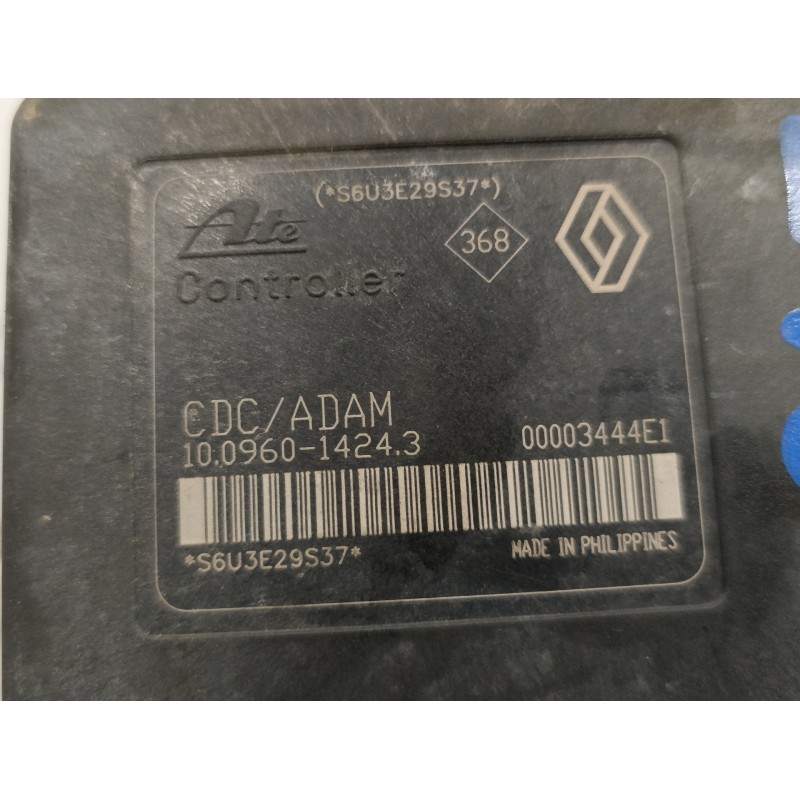 (*S6U3E29S37*)
Ate
368
Controller
CDC/ADAM
10.0960-1424.3
00003444E1
*S6U3E29S37*
MADE IN PHILIPPINES